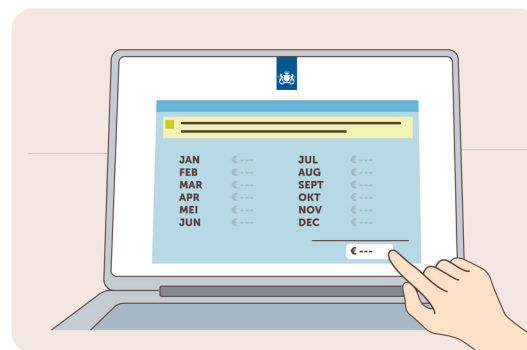 JAN € --- JUL € ---
FEB € --- AUG € ---
MAR € --- SEPT € ---
APR € --- OKT € ---
MEI € --- NOV € ---
JUN € --- DEC € ---
€ ---